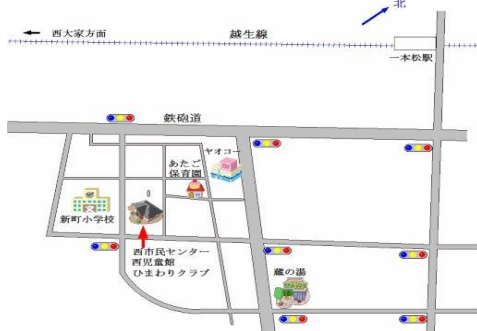 北
西大家方面
越生線
一本松駅
鉄砲道
ヤオコー
あたご
保育園
新町小学校
西市民センター
西児童館
ひまわりクラブ
蔵の湯